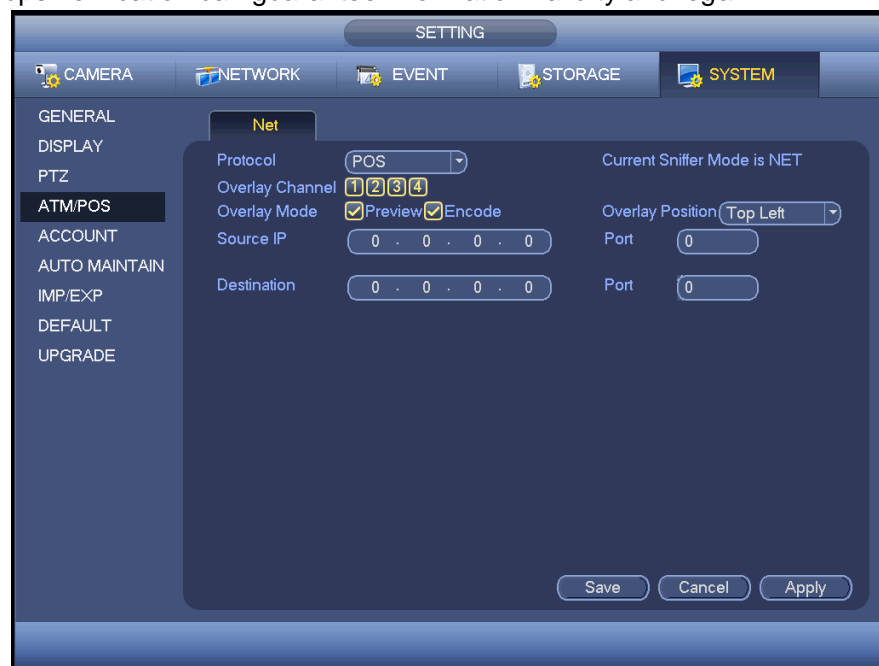 SETTING
CAMERA NETWORK EVENT STORAGE SYSTEM
GENERAL
DISPLAY
PTZ
ATM/POS
ACCOUNT
AUTO MAINTAIN
IMP/EXP
DEFAULT
UPGRADE
Net
Protocol POS Current Sniffer Mode is NET
Overlay Channel 1 2 3 4
Overlay Mode Preview Encode Overlay Position Top Left
Source IP 0 . 0 . 0 . 0 Port 0
Destination 0 . 0 . 0 . 0 Port 0
Save Cancel Apply